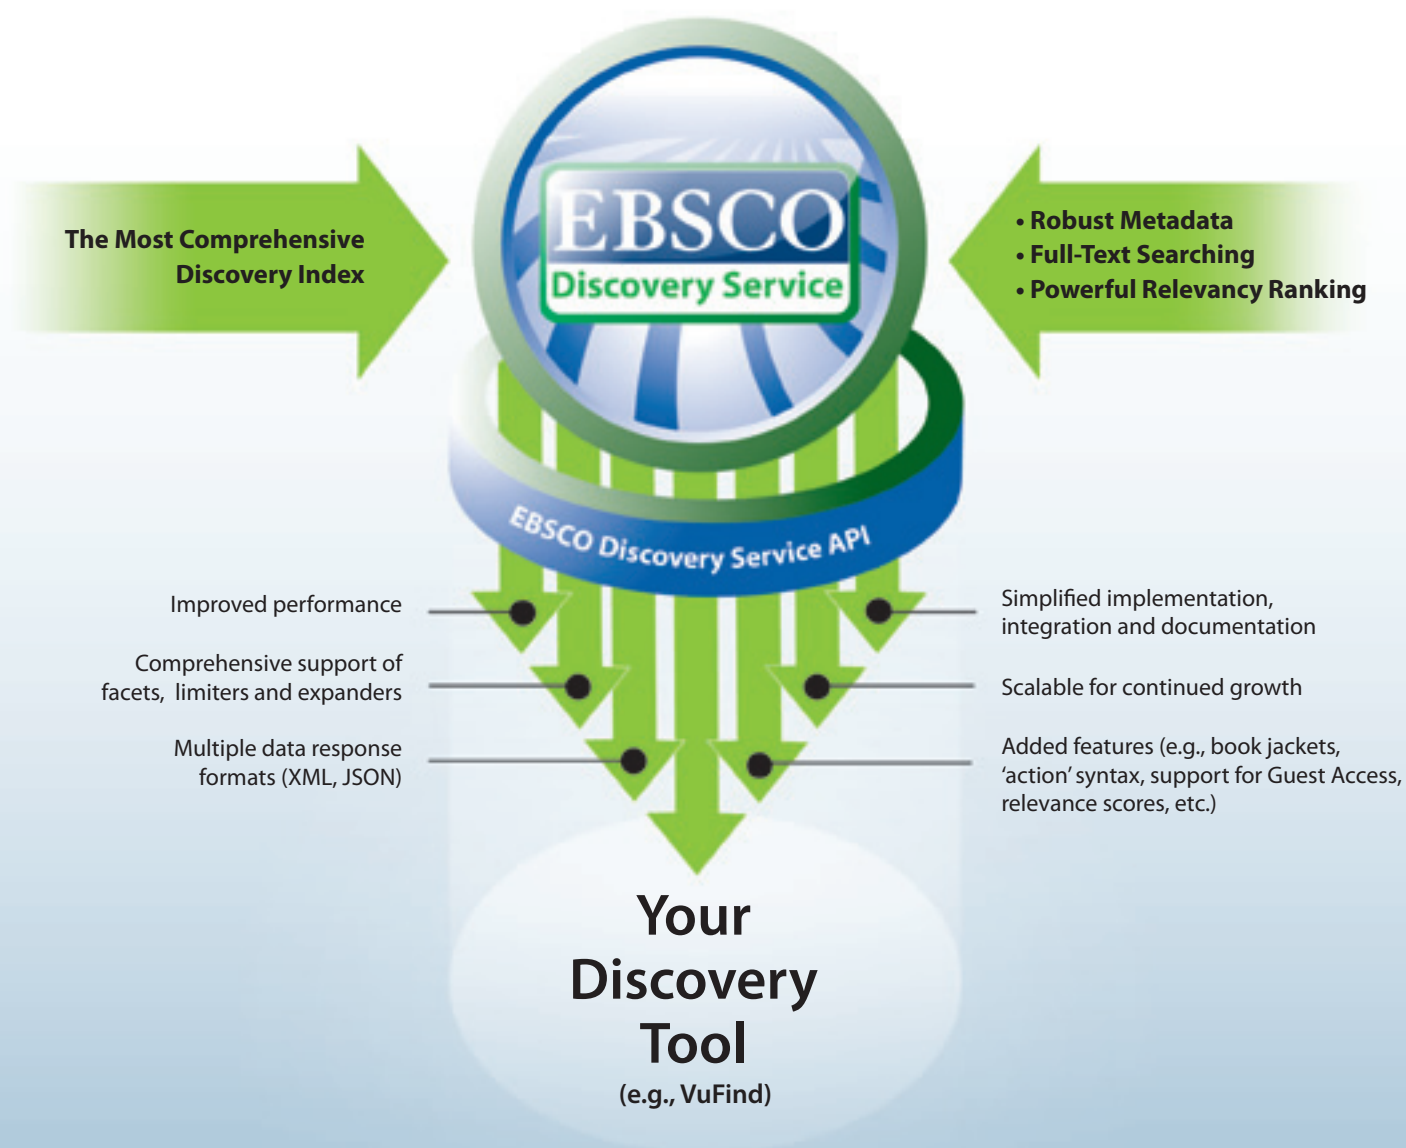 EBSCO
Discovery Service
The Most Comprehensive
Discovery Index
• Robust Metadata
• Full-Text Searching
• Powerful Relevancy Ranking
EBSCO Discovery Service API
Improved performance
Comprehensive support of
facets, limiters and expanders
Multiple data response
formats (XML, JSON)
Simplified implementation,
integration and documentation
Scalable for continued growth
Added features (e.g., book jackets,
‘action’ syntax, support for Guest Access,
relevance scores, etc.)
Your
Discovery
Tool
(e.g., VuFind)